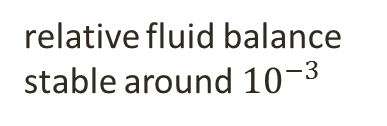 relative fluid balance
stable around 10⁻³